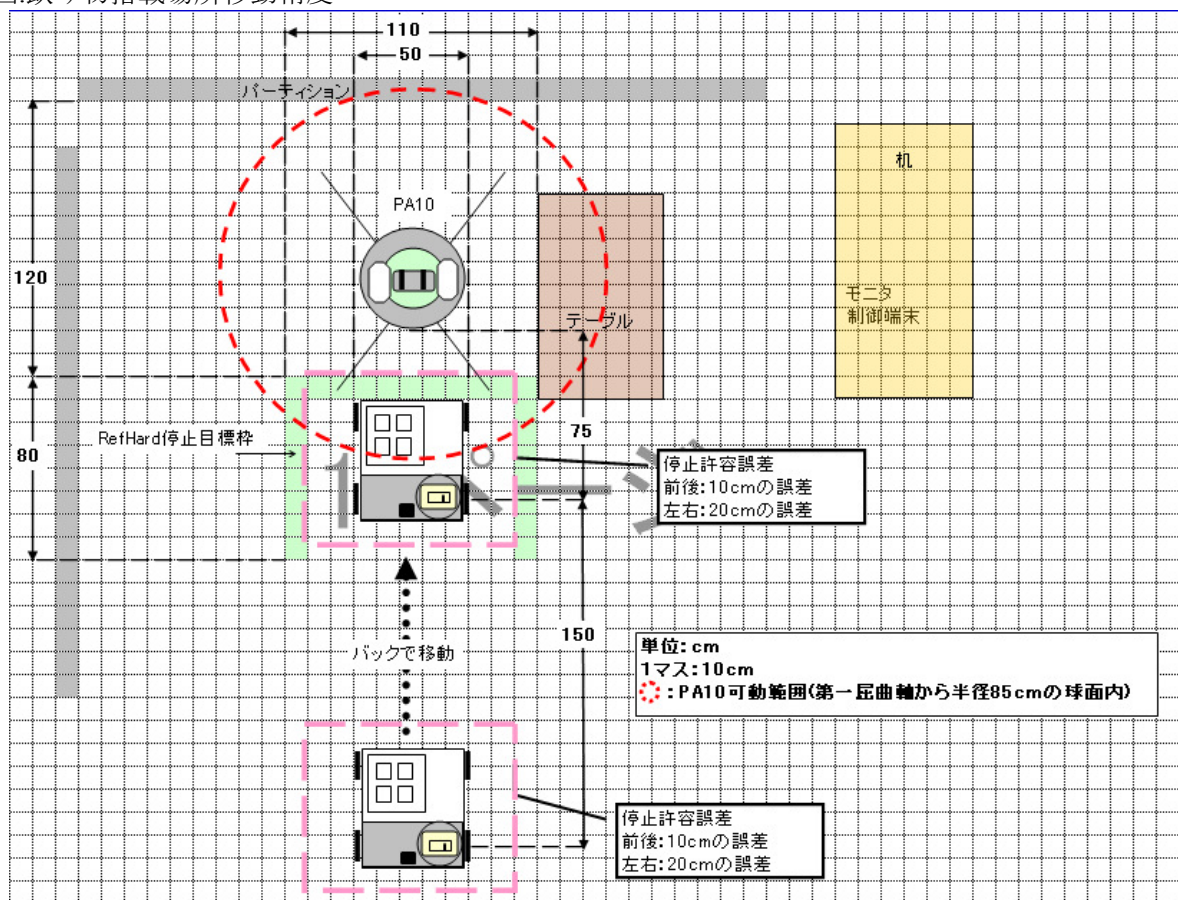 110
50
パーティション
机
PA10
120
モニタ
制御端末
テーブル
75
RefHard停止目標枠
80
停止許容誤差
前後:10cmの誤差
左右:20cmの誤差
150
バックで移動
単位:cm
1マス:10cm
:PA10可動範囲(第一屈曲軸から半径85cmの球面内)
停止許容誤差
前後:10cmの誤差
左右:20cmの誤差